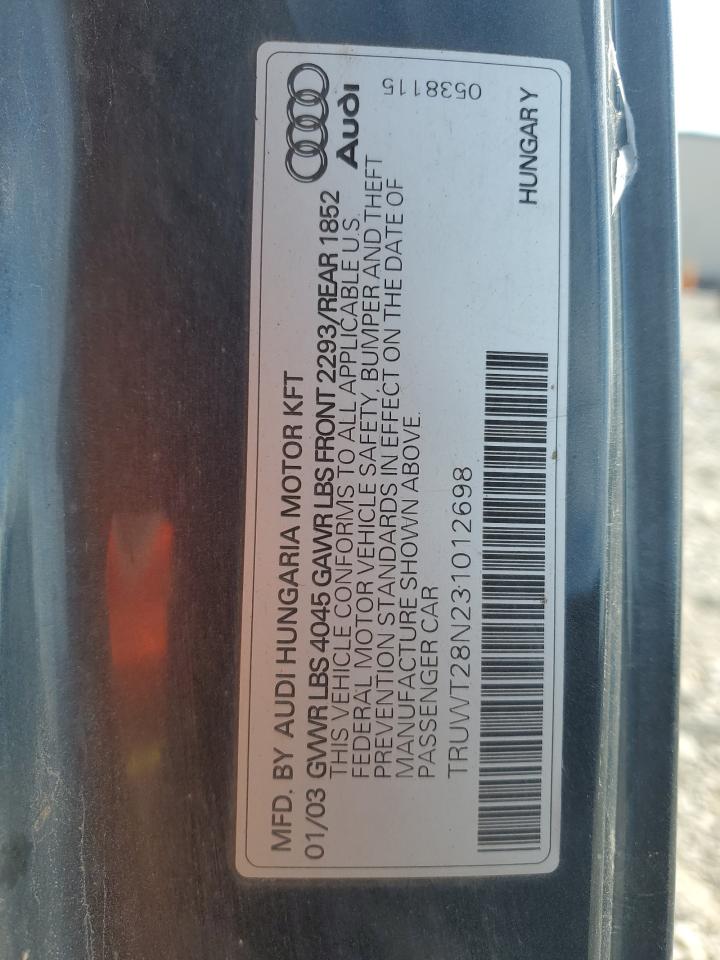 MFD. BY AUDI HUNGARIA MOTOR KFT
01/03 GVWR LBS 4045 GAWR LBS FRONT 2293/REAR 1852
THIS VEHICLE CONFORMS TO ALL APPLICABLE U.S.
FEDERAL MOTOR VEHICLE SAFETY, BUMPER AND THEFT
PREVENTION STANDARDS IN EFFECT ON THE DATE OF
MANUFACTURE SHOWN ABOVE.
PASSENGER CAR
TRUWT28N231012698
Audi
0538115
HUNGARY